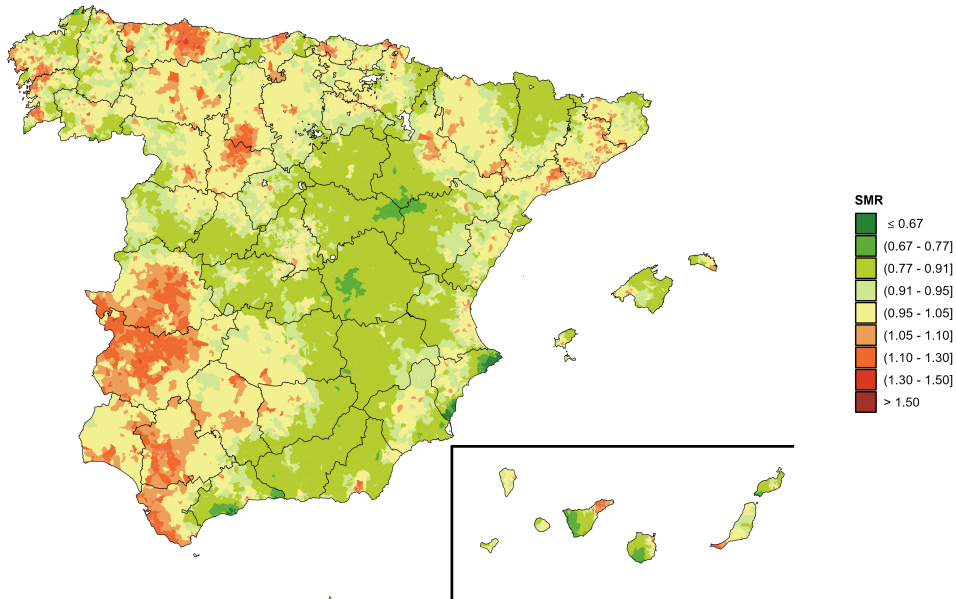 SMR
≤ 0.67
(0.67 - 0.77]
(0.77 - 0.91]
(0.91 - 0.95]
(0.95 - 1.05]
(1.05 - 1.10]
(1.10 - 1.30]
(1.30 - 1.50]
> 1.50